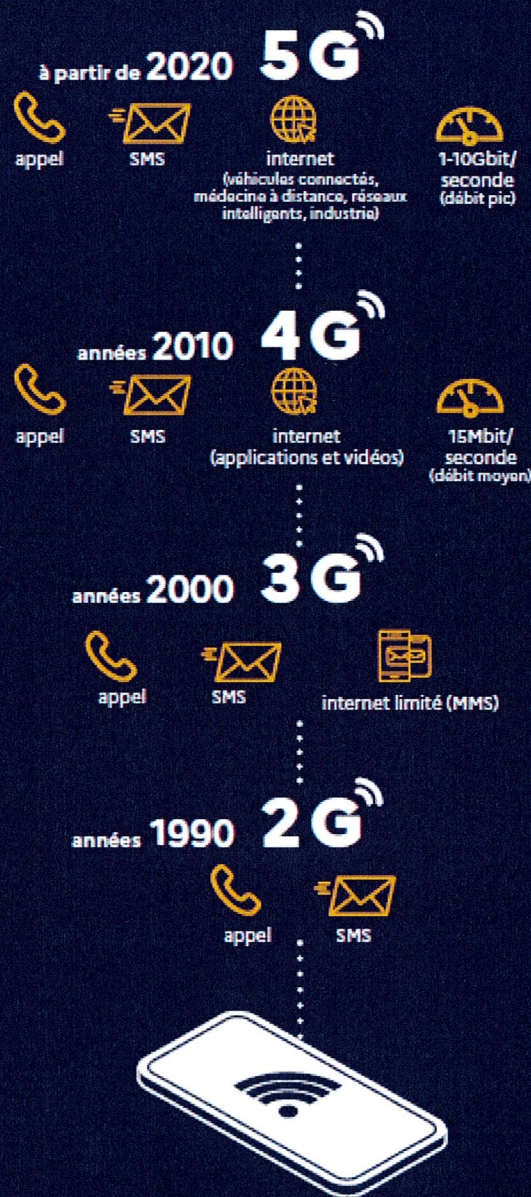 à partir de 2020 5G
appel
SMS
internet
(véhicules connectés,
médecine à distance, réseaux
intelligents, industrie)
1-10Gbit/
seconde
(débit pic)
années 2010 4G
appel
SMS
internet
(applications et vidéos)
15Mbit/
seconde
(débit moyen)
années 2000 3G
appel
SMS
internet limité (MMS)
années 1990 2G
appel
SMS